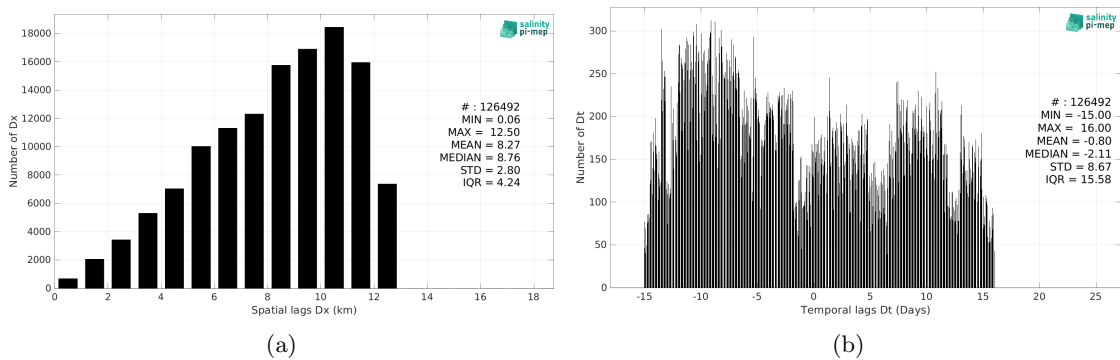 18000
16000
14000
12000
10000
8000
6000
4000
2000
0
Number of Dx
0
2
4
6
8
10
12
14
16
18
Spatial lags Dx (km)
salinity
pi-mep
# : 126492
MIN = 0.06
MAX = 12.50
MEAN = 8.27
MEDIAN = 8.76
STD = 2.80
IQR = 4.24
(a)
300
250
200
150
100
50
0
Number of Dt
-15
-10
-5
0
5
10
15
20
25
Temporal lags Dt (Days)
salinity
pi-mep
# : 126492
MIN = -15.00
MAX = 16.00
MEAN = -0.80
MEDIAN = -2.11
STD = 8.67
IQR = 15.58
(b)